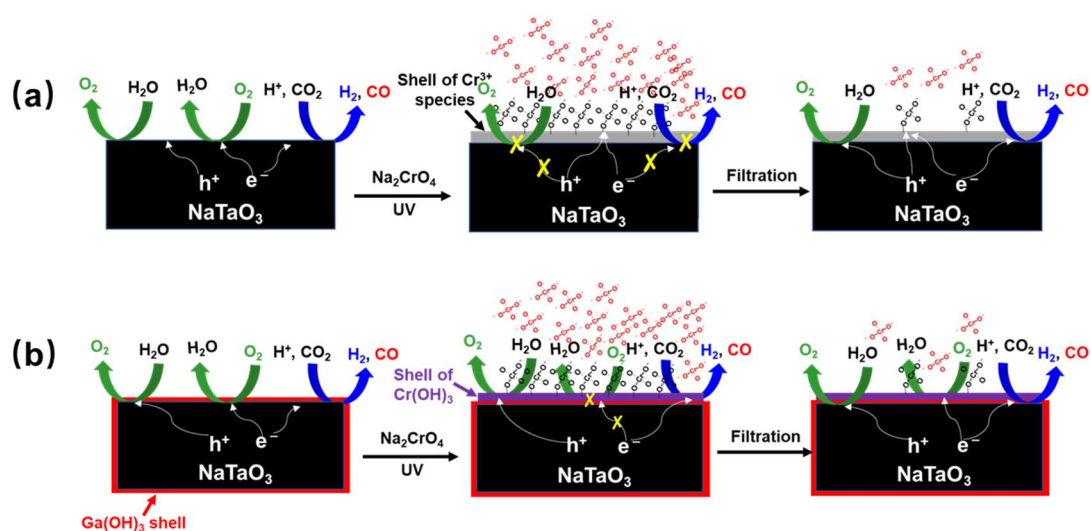 (a)
O2 H2O H2O O2 H+, CO2 H2, CO
h+ e−
NaTaO3
Na2CrO4
UV
Shell of Cr3+
species
O2 H2O H+, CO2 H2, CO
X X X X
h+ e−
NaTaO3
Filtration
O2 H2O H+, CO2 H2, CO
h+ e−
NaTaO3
(b)
O2 H2O H2O O2 H+, CO2 H2, CO
h+ e−
NaTaO3
Ga(OH)3 shell
Na2CrO4
UV
Shell of
Cr(OH)3
O2 H2O H2O O2 H+, CO2 H2, CO
X X
h+ e−
NaTaO3
Filtration
O2 H2O H2O O2 H+, CO2 H2, CO
h+ e−
NaTaO3